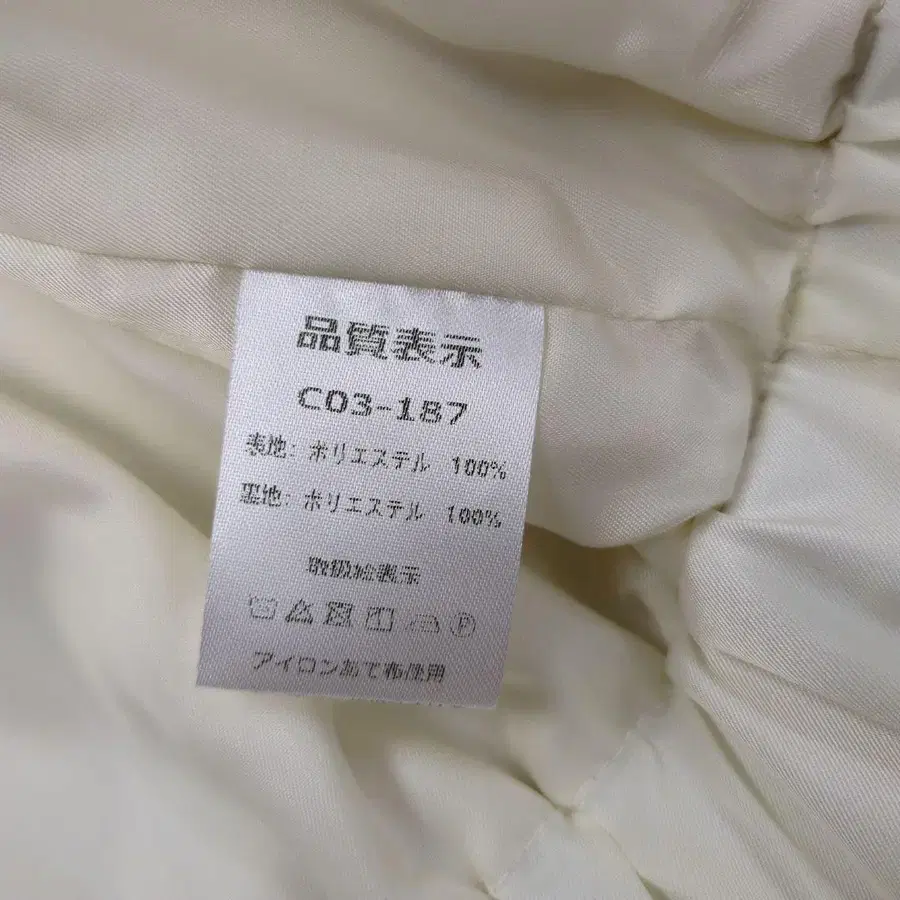 品質表示
C03-187
表地: ポリエステル 100%
裏地: ポリエステル 100%
取扱絵表示
アイロン当て布使用